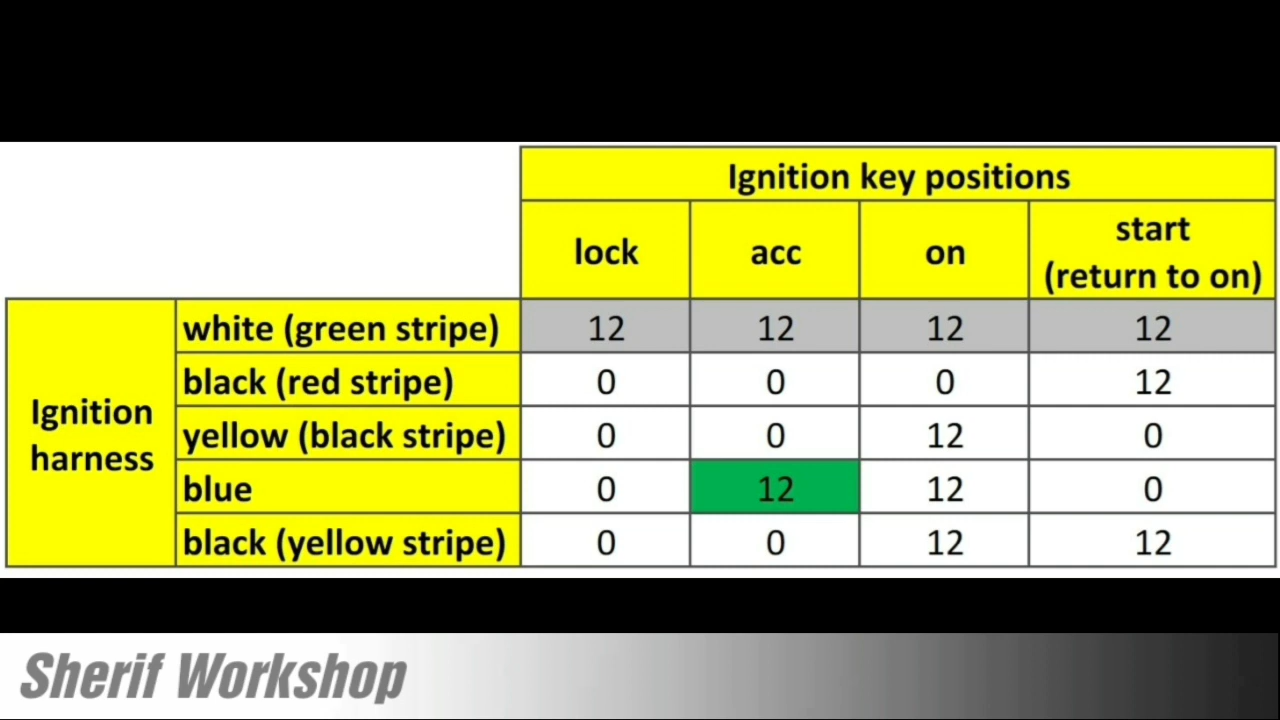 Ignition key positions
lock acc on start
(return to on)
Ignition harness
white (green stripe) 12 12 12 12
black (red stripe) 0 0 0 12
yellow (black stripe) 0 0 12 0
blue 0 12 12 0
black (yellow stripe) 0 0 12 12
Sherif Workshop